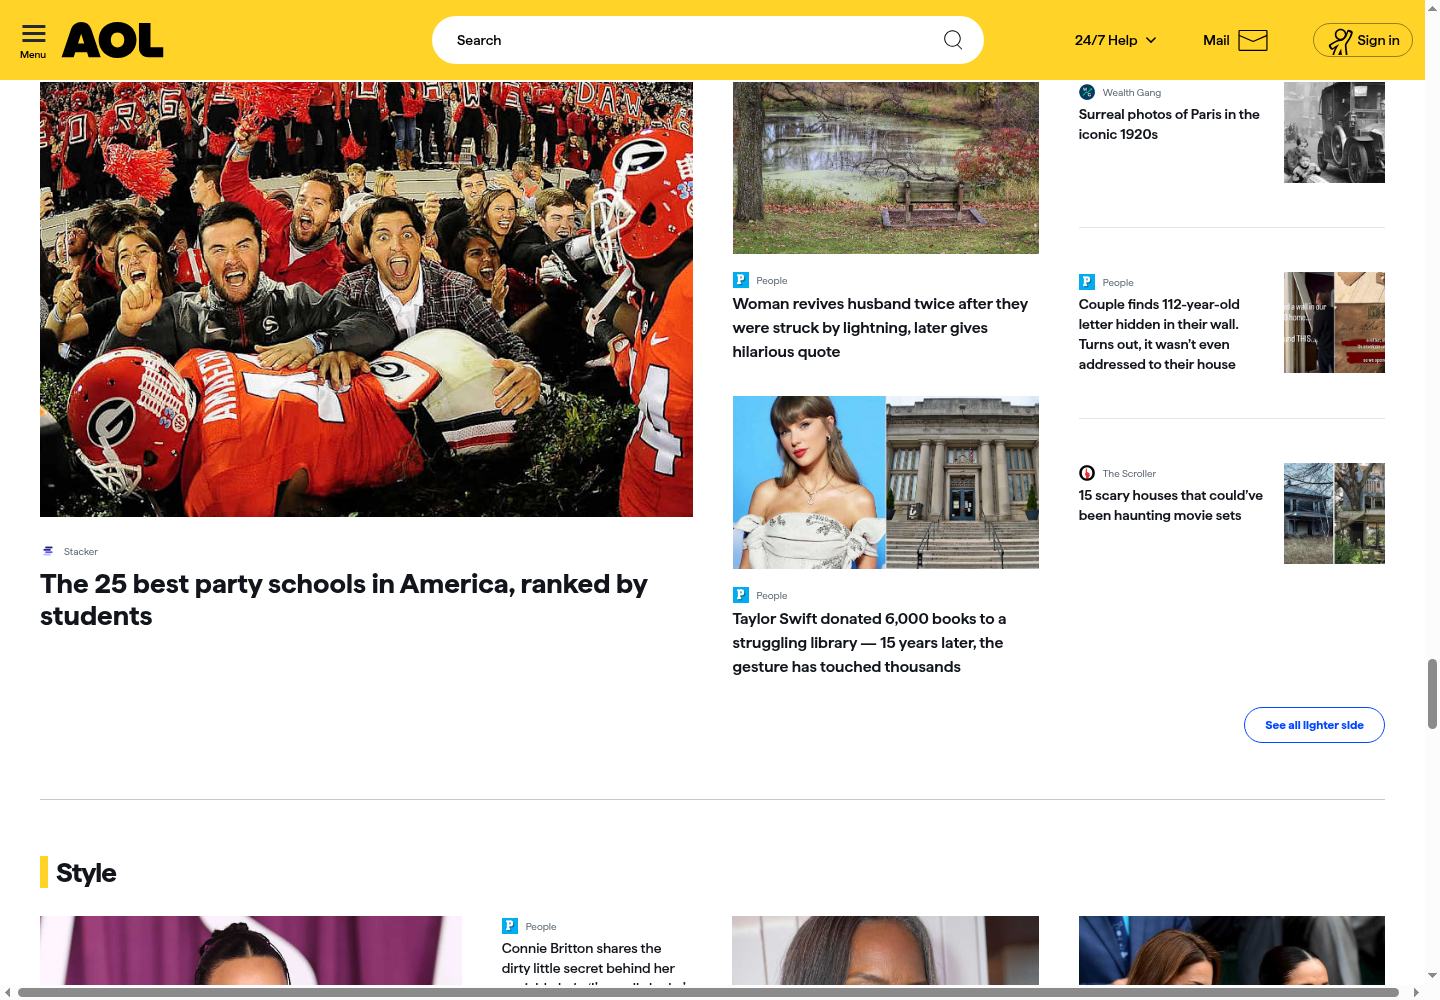 Menu
AOL
Search
24/7 Help
Mail
Sign in
DAW
AMAECH
G
Stacker
The 25 best party schools in America, ranked by
students
P People
Woman revives husband twice after they
were struck by lightning, later gives
hilarious quote
P People
Taylor Swift donated 6,000 books to a
struggling library — 15 years later, the
gesture has touched thousands
Wealth Gang
Surreal photos of Paris in the
iconic 1920s
P People
Couple finds 112-year-old
letter hidden in their wall.
Turns out, it wasn't even
addressed to their house
The Scroller
15 scary houses that could've
been haunting movie sets
See all lighter side
Style
P People
Connie Britton shares the
dirty little secret behind her